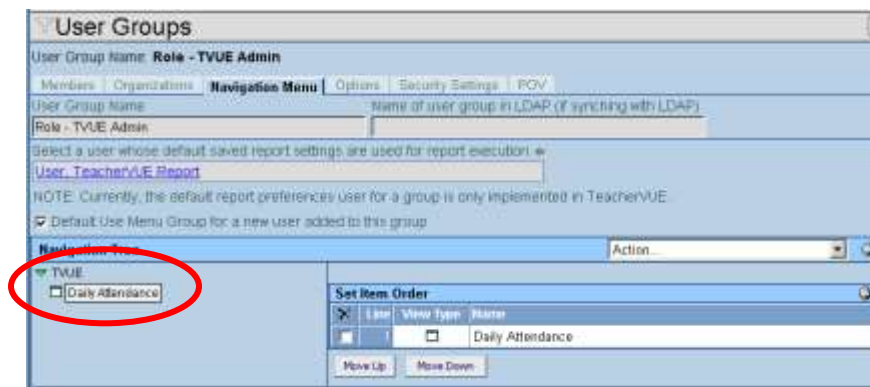 User Groups
User Group Name: Role - TVUE Admin
Members Organizations Navigation Menu Options Security Settings POV
User Group Name Name of user group in LDAP (if synching with LDAP)
Role - TVUE Admin
Select a user whose default saved report settings are used for report execution
User, TeacherVUE Report
NOTE: Currently, the default report preferences user for a group is only implemented in TeacherVUE
Default Use Menu Group for a new user added to this group
Navigation Tree Action...
TVUE
Daily Attendance
Set Item Order
X Line View Type Name
1 Daily Attendance
Move Up Move Down